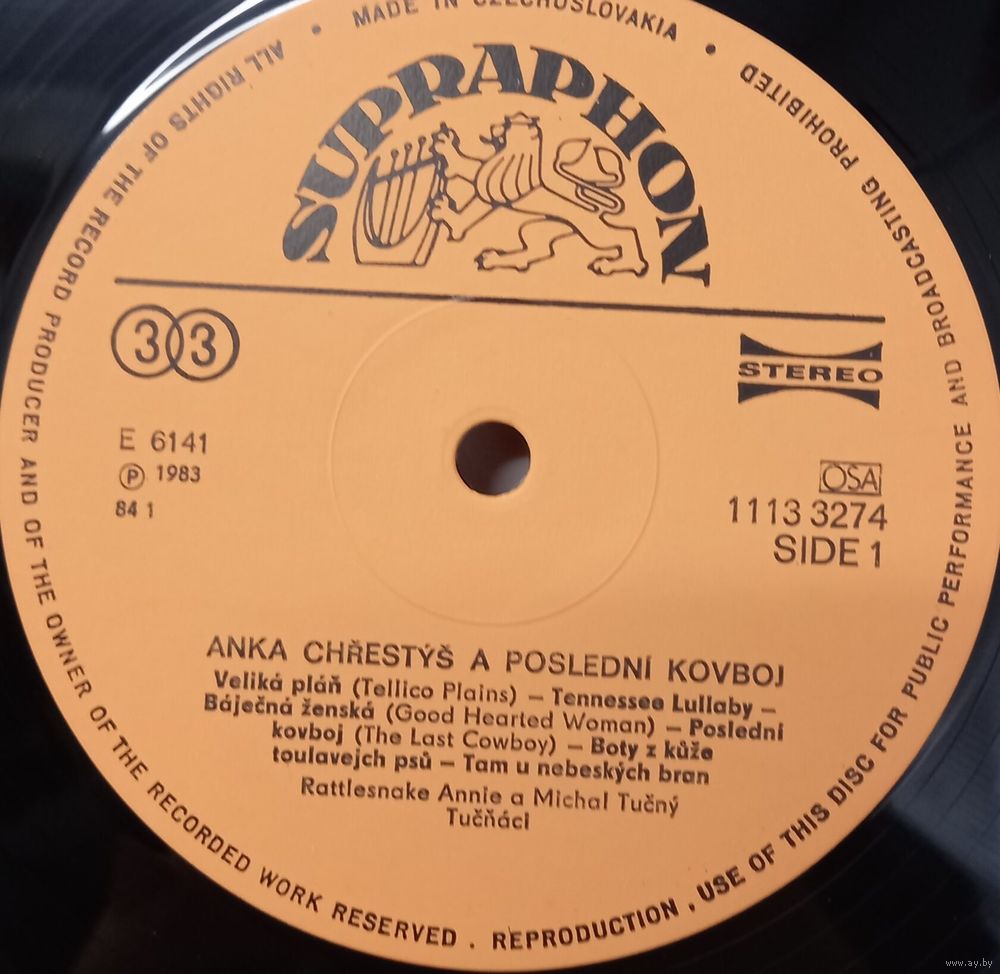 MADE IN CZECHOSLOVAKIA
SUPRAPHON
33
STEREO
E 6141
Ⓟ 1983
84 1
OSA
1113 3274
SIDE 1
ANKA CHŘESTÝŠ A POSLEDNÍ KOVBOJ
Veliká pláň (Tellico Plains) – Tennessee Lullaby –
Báječná ženská (Good Hearted Woman) – Poslední
kovboj (The Last Cowboy) – Boty z kůže
toulavejch psů – Tam u nebeských bran
Rattlesnake Annie a Michal Tučný
Tučňáci
ALL RIGHTS OF THE RECORD PRODUCER AND OF THE OWNER OF THE RECORDED WORK RESERVED . REPRODUCTION , USE OF THIS DISC FOR PUBLIC PERFORMANCE AND BROADCASTING PROHIBITED
www.ay.by